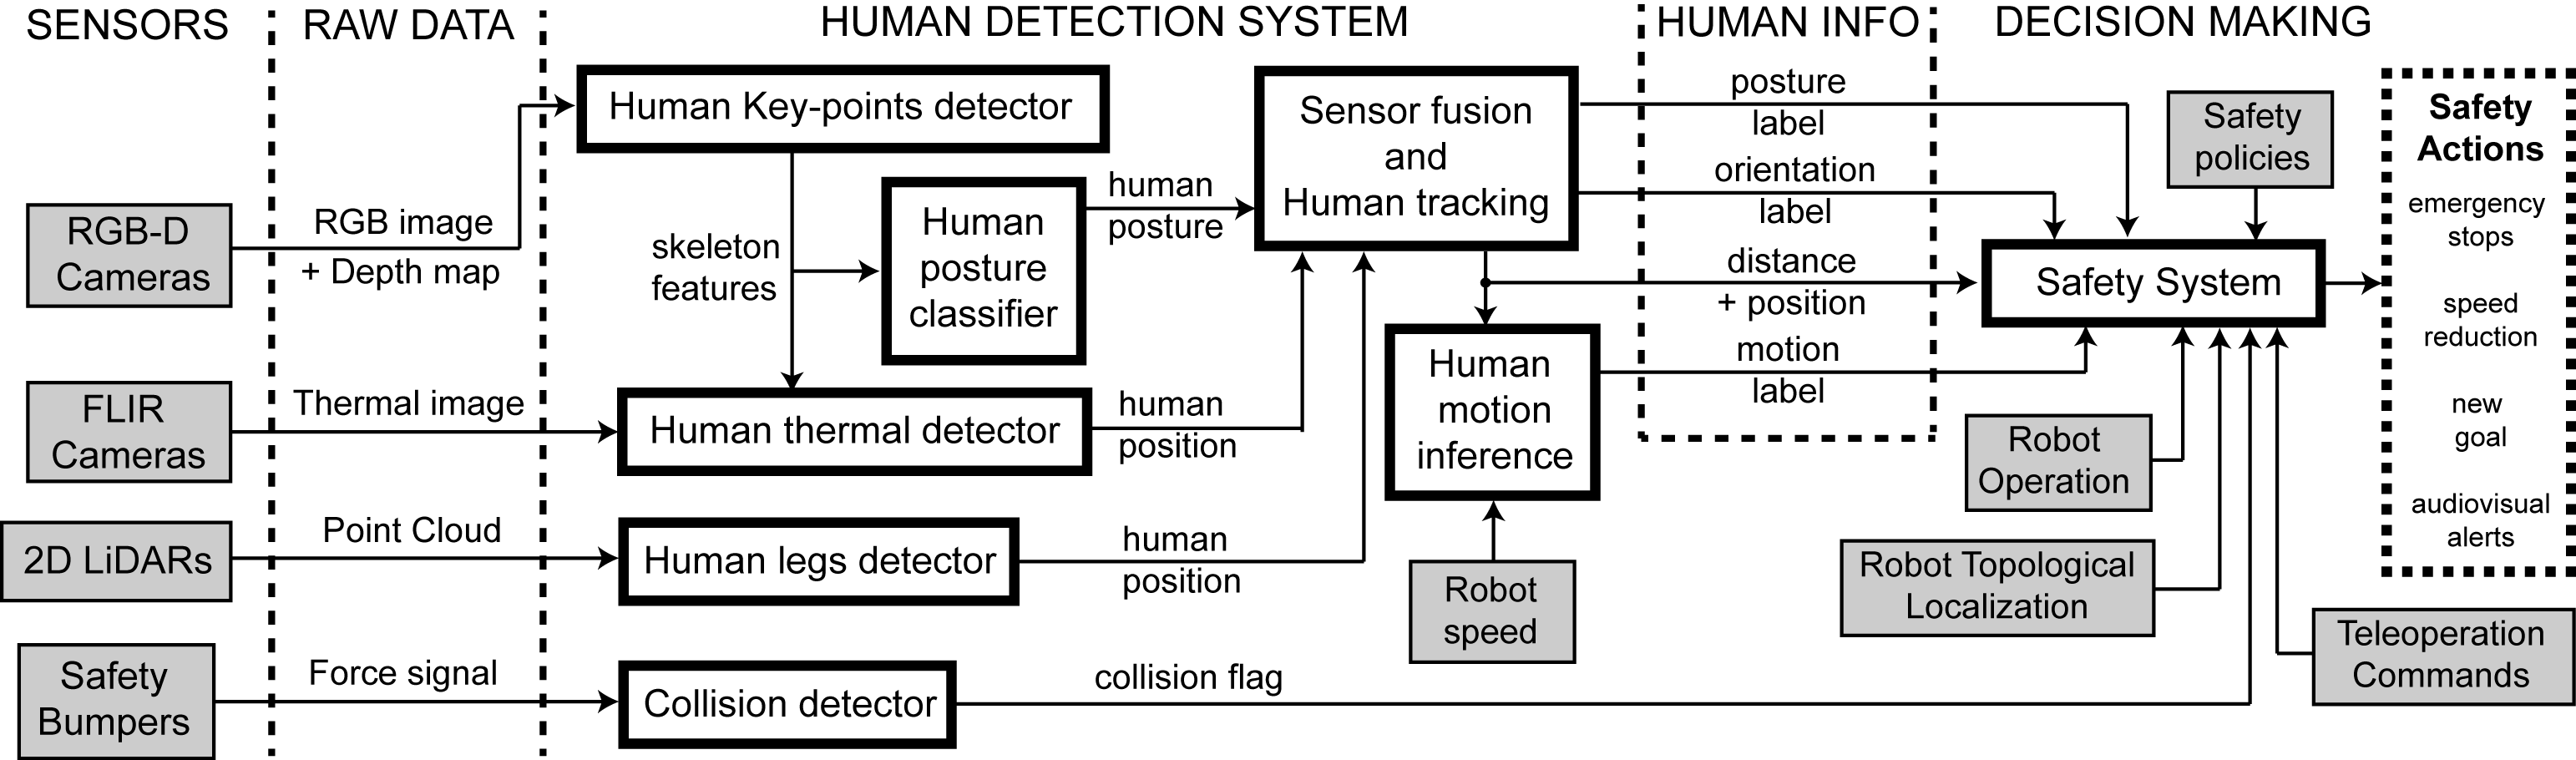 SENSORS
RAW DATA
HUMAN DETECTION SYSTEM
HUMAN INFO
DECISION MAKING
RGB-D
Cameras
FLIR
Cameras
2D LiDARs
Safety
Bumpers
RGB image
+ Depth map
Thermal image
Point Cloud
Force signal
Human Key-points detector
skeleton
features
Human
posture
classifier
human
posture
Human thermal detector
human
position
Human legs detector
human
position
Collision detector
collision flag
Sensor fusion
and
Human tracking
Human
motion
inference
Robot
speed
posture
label
orientation
label
distance
+ position
motion
label
Safety
policies
Safety System
Robot
Operation
Robot Topological
Localization
Teleoperation
Commands
Safety
Actions
emergency
stops
speed
reduction
new
goal
audiovisual
alerts